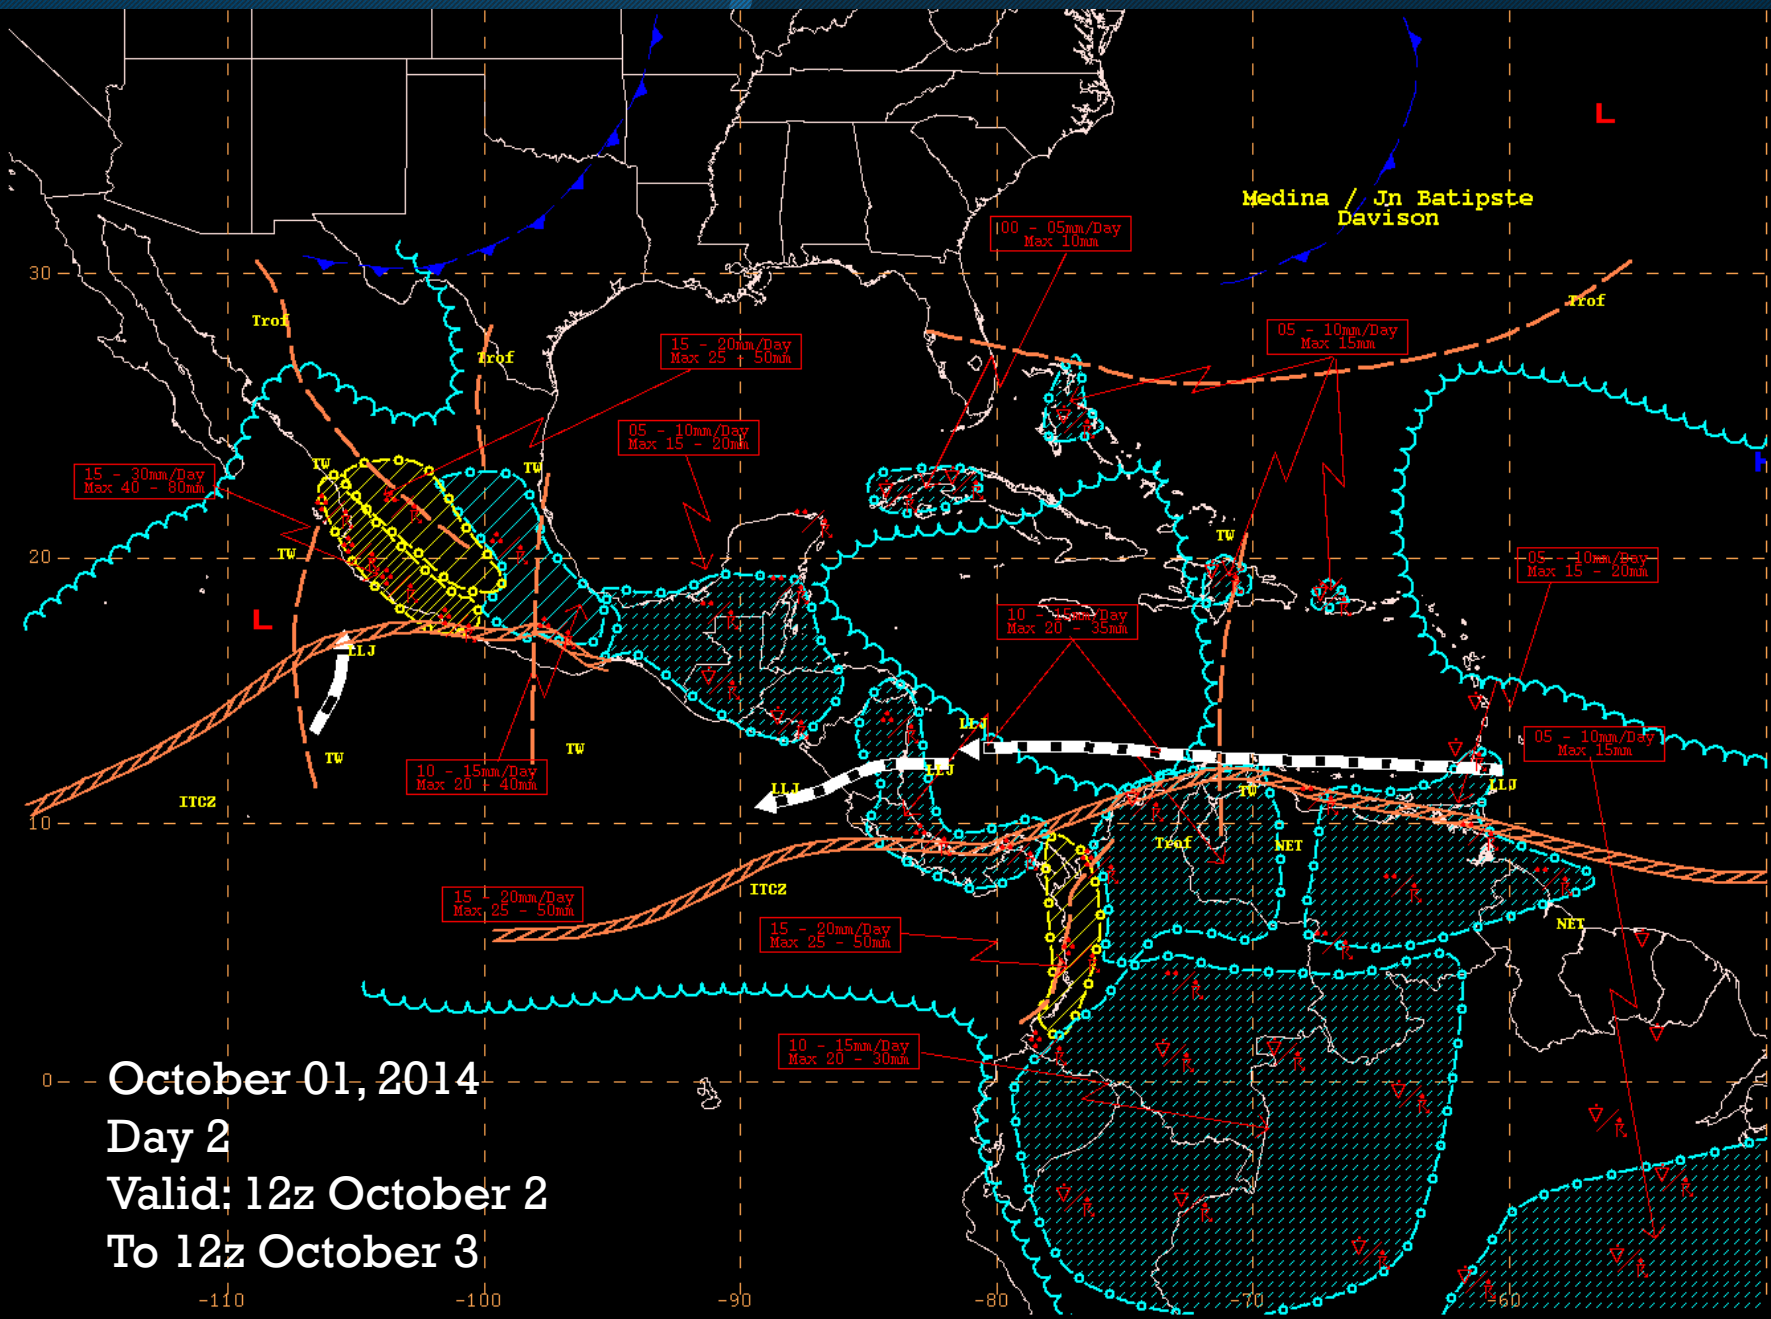 L
Medina / Jn Batipste
Davison
00 - 05mm/Day
Max 10mm
30
Trof
Trof
Trof
05 - 10mm/Day
Max 15mm
15 - 20mm/Day
Max 25 - 50mm
05 - 10mm/Day
Max 15 - 20mm
TW
TW
15 - 30mm/Day
Max 40 - 80mm
H
TW
TW
20
05 - 10mm/Day
Max 15 - 20mm
L
10 - 15mm/Day
Max 20 - 35mm
LLJ
LLJ
TW
TW
05 - 10mm/Day
Max 15mm
10 - 15mm/Day
Max 20 - 40mm
LLJ
LLJ
LLJ
TW
ITCZ
10
Trof
NET
ITCZ
15 - 20mm/Day
Max 25 - 50mm
15 - 20mm/Day
Max 25 - 50mm
NET
10 - 15mm/Day
Max 20 - 30mm
0
October 01, 2014
Day 2
Valid: 12z October 2
To 12z October 3
-110
-100
-90
-80
-70
-60